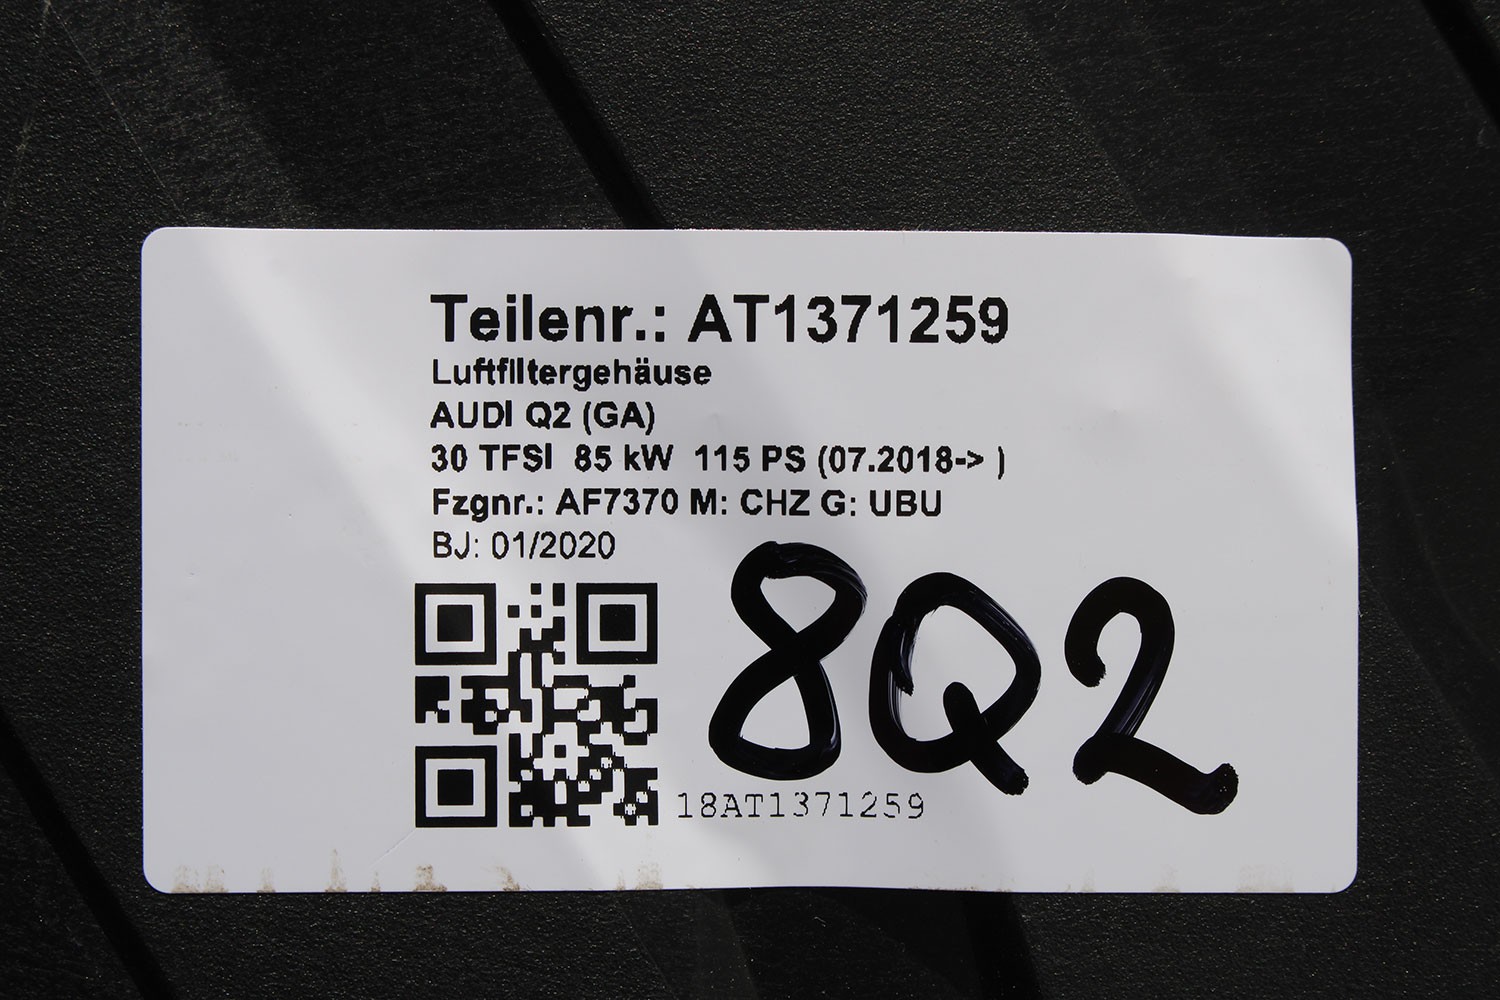 Teilenr.: AT1371259
Luftfiltergehäuse
AUDI Q2 (GA)
30 TFSI 85 kW 115 PS (07.2018-> )
Fzgnr.: AF7370 M: CHZ G: UBU
BJ: 01/2020
8Q2
18AT1371259